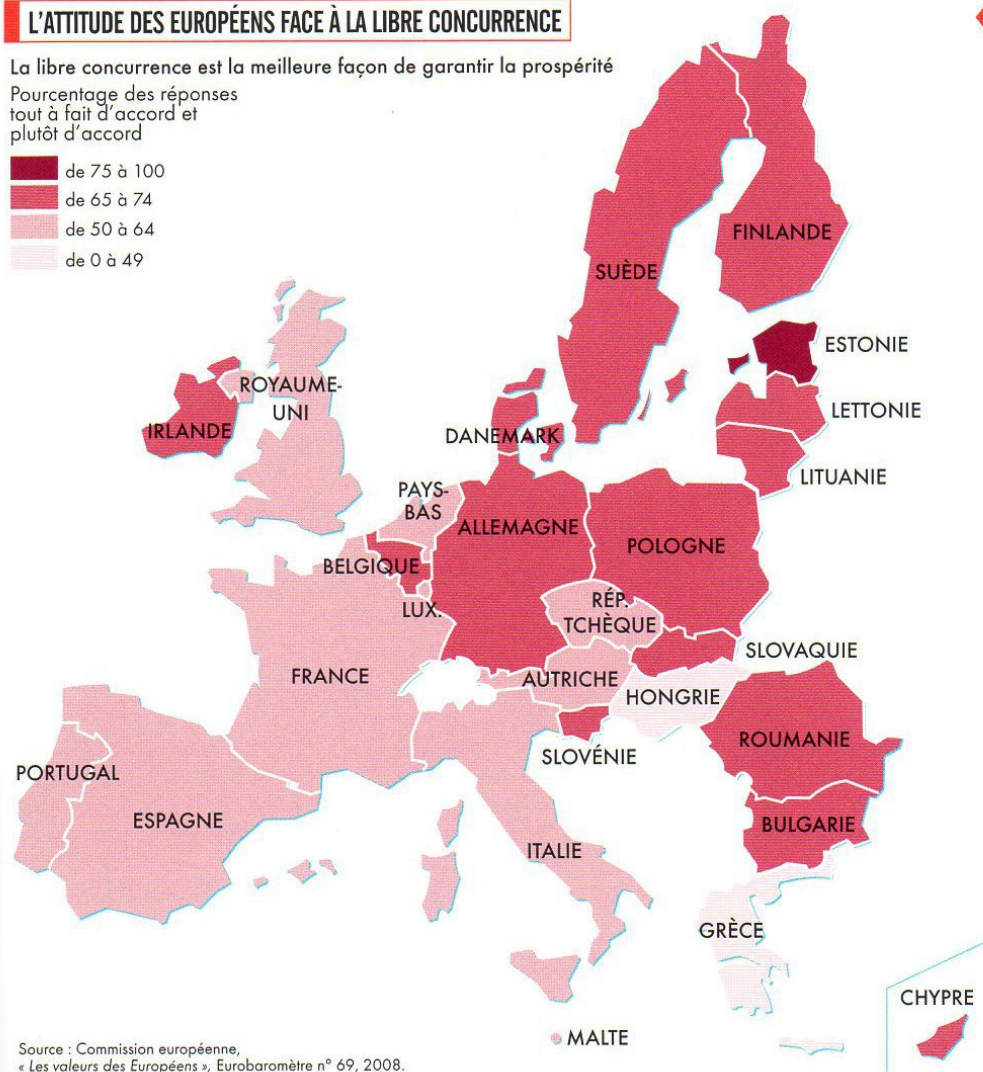 L'ATTITUDE DES EUROPÉENS FACE À LA LIBRE CONCURRENCE
La libre concurrence est la meilleure façon de garantir la prospérité
Pourcentage des réponses
tout à fait d'accord et
plutôt d'accord
de 75 à 100
de 65 à 74
de 50 à 64
de 0 à 49
FINLANDE
SUÈDE
ESTONIE
ROYAUME-
UNI
LETTONIE
IRLANDE
DANEMARK
LITUANIE
PAYS-
BAS
ALLEMAGNE
POLOGNE
BELGIQUE
LUX.
RÉP.
TCHÈQUE
SLOVAQUIE
FRANCE
AUTRICHE
HONGRIE
ROUMANIE
SLOVÉNIE
PORTUGAL
ESPAGNE
BULGARIE
ITALIE
GRÈCE
CHYPRE
MALTE
Source : Commission européenne,
« Les valeurs des Européens », Eurobaromètre n° 69, 2008.